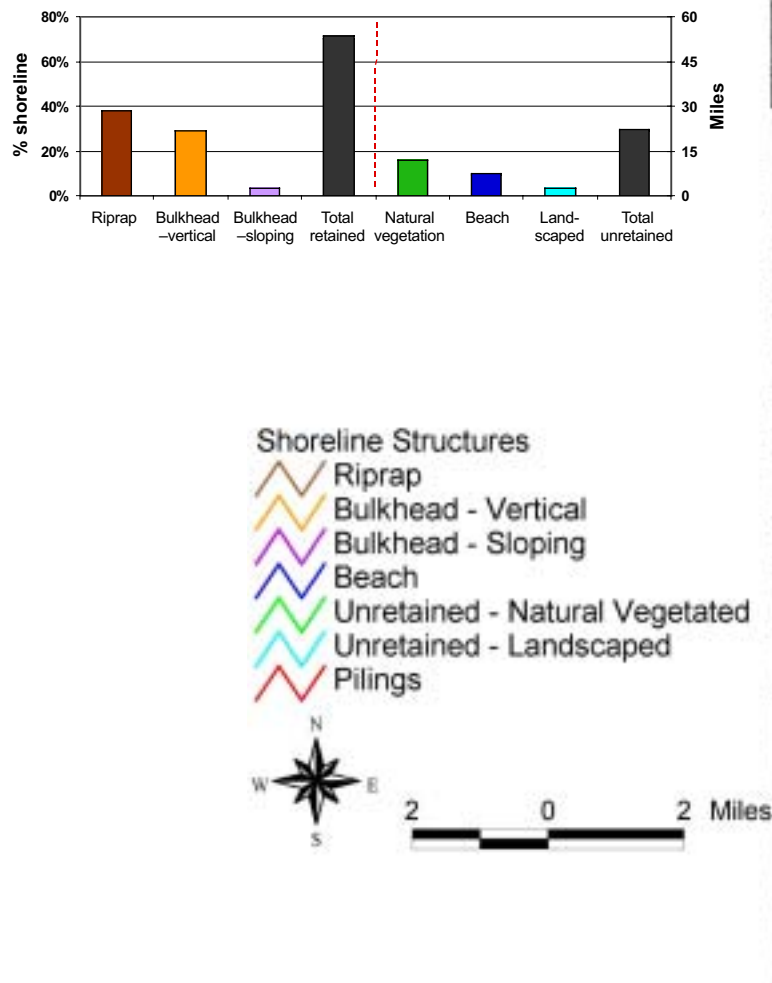 80%
60
60%
45
40%
30
20%
15
0%
0
% shoreline
Miles
Riprap
Bulkhead
–vertical
Bulkhead
–sloping
Total
retained
Natural
vegetation
Beach
Land-
scaped
Total
unretained
Shoreline Structures
Riprap
Bulkhead - Vertical
Bulkhead - Sloping
Beach
Unretained - Natural Vegetated
Unretained - Landscaped
Pilings
N
W E
S
2 0 2 Miles